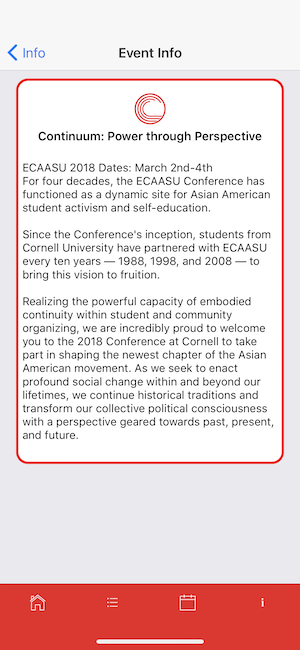 Info
Event Info
Continuum: Power through Perspective
ECAASU 2018 Dates: March 2nd-4th
For four decades, the ECAASU Conference has
functioned as a dynamic site for Asian American
student activism and self-education.
Since the Conference's inception, students from
Cornell University have partnered with ECAASU
every ten years — 1988, 1998, and 2008 — to
bring this vision to fruition.
Realizing the powerful capacity of embodied
continuity within student and community
organizing, we are incredibly proud to welcome
you to the 2018 Conference at Cornell to take
part in shaping the newest chapter of the Asian
American movement. As we seek to enact
profound social change within and beyond our
lifetimes, we continue historical traditions and
transform our collective political consciousness
with a perspective geared towards past, present,
and future.